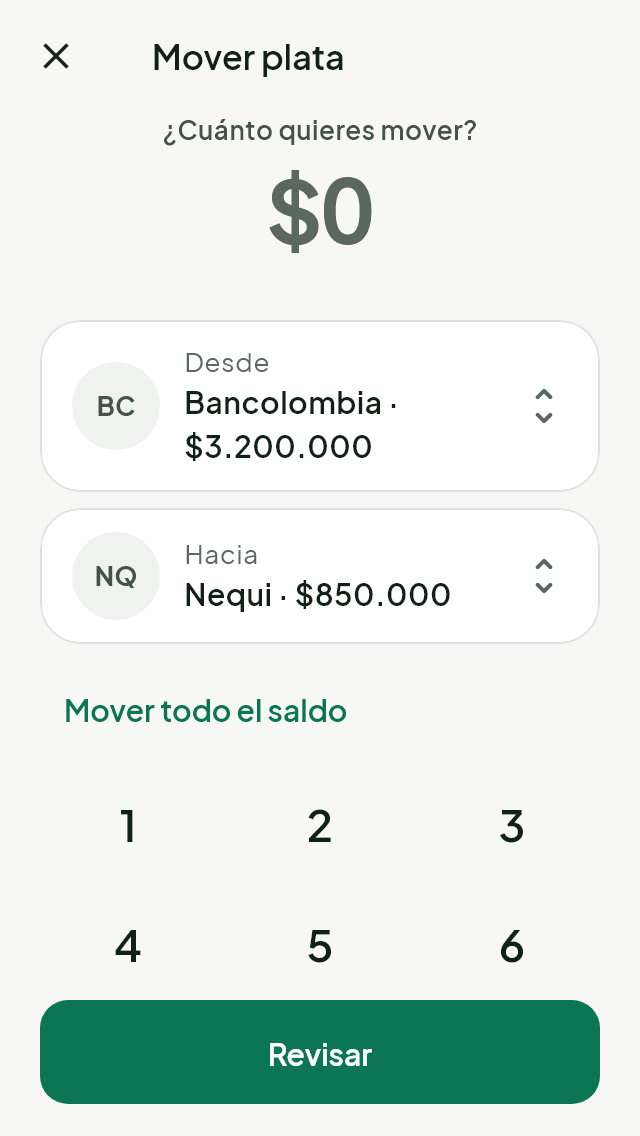 Mover plata
¿Cuánto quieres mover?
$0
BC
Desde
Bancolombia ·
$3.200.000
NQ
Hacia
Nequi · $850.000
Mover todo el saldo
1 2 3
4 5 6
Revisar